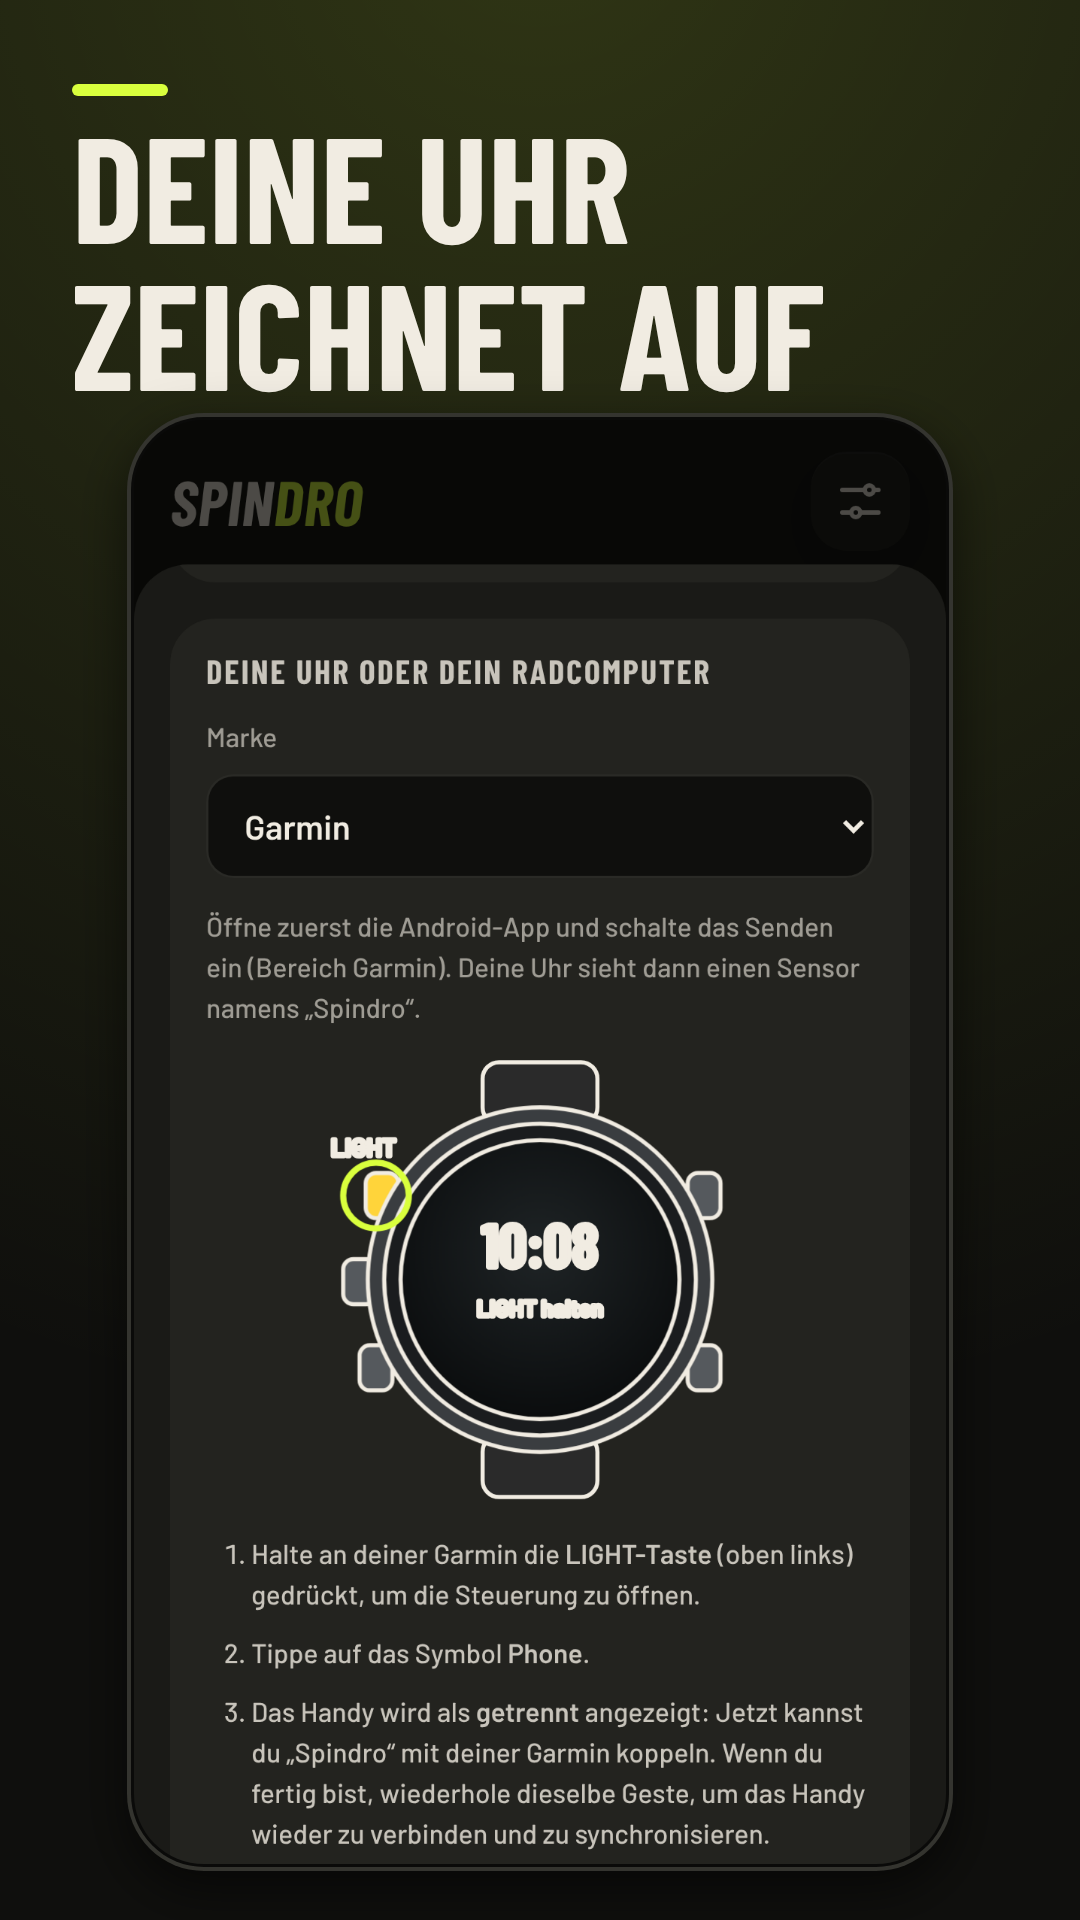 DEINE UHR
ZEICHNET AUF
SPINDRO
DEINE UHR ODER DEIN RADCOMPUTER
Marke
Garmin
Öffne zuerst die Android-App und schalte das Senden
ein (Bereich Garmin). Deine Uhr sieht dann einen Sensor
namens „Spindro“.
LIGHT
10:08
LIGHT halten
1. Halte an deiner Garmin die LIGHT-Taste (oben links)
gedrückt, um die Steuerung zu öffnen.
2. Tippe auf das Symbol Phone.
3. Das Handy wird als getrennt angezeigt: Jetzt kannst
du „Spindro“ mit deiner Garmin koppeln. Wenn du
fertig bist, wiederhole dieselbe Geste, um das Handy
wieder zu verbinden und zu synchronisieren.